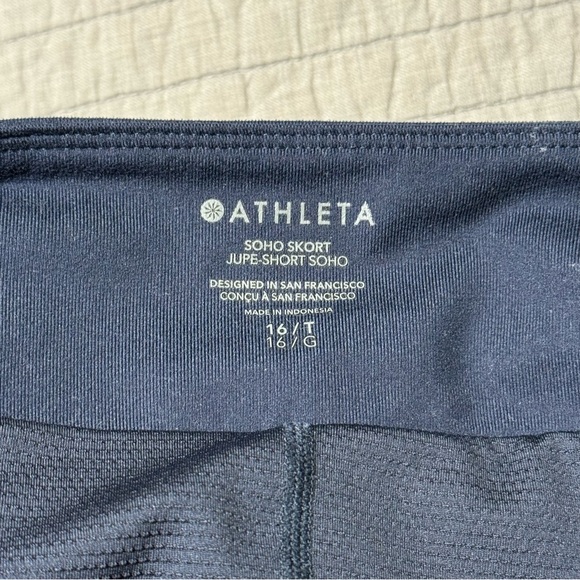 ATHLETA
SOHO SKORT
JUPE-SHORT SOHO
DESIGNED IN SAN FRANCISCO
CONÇU À SAN FRANCISCO
MADE IN INDONESIA
16/T
16/G